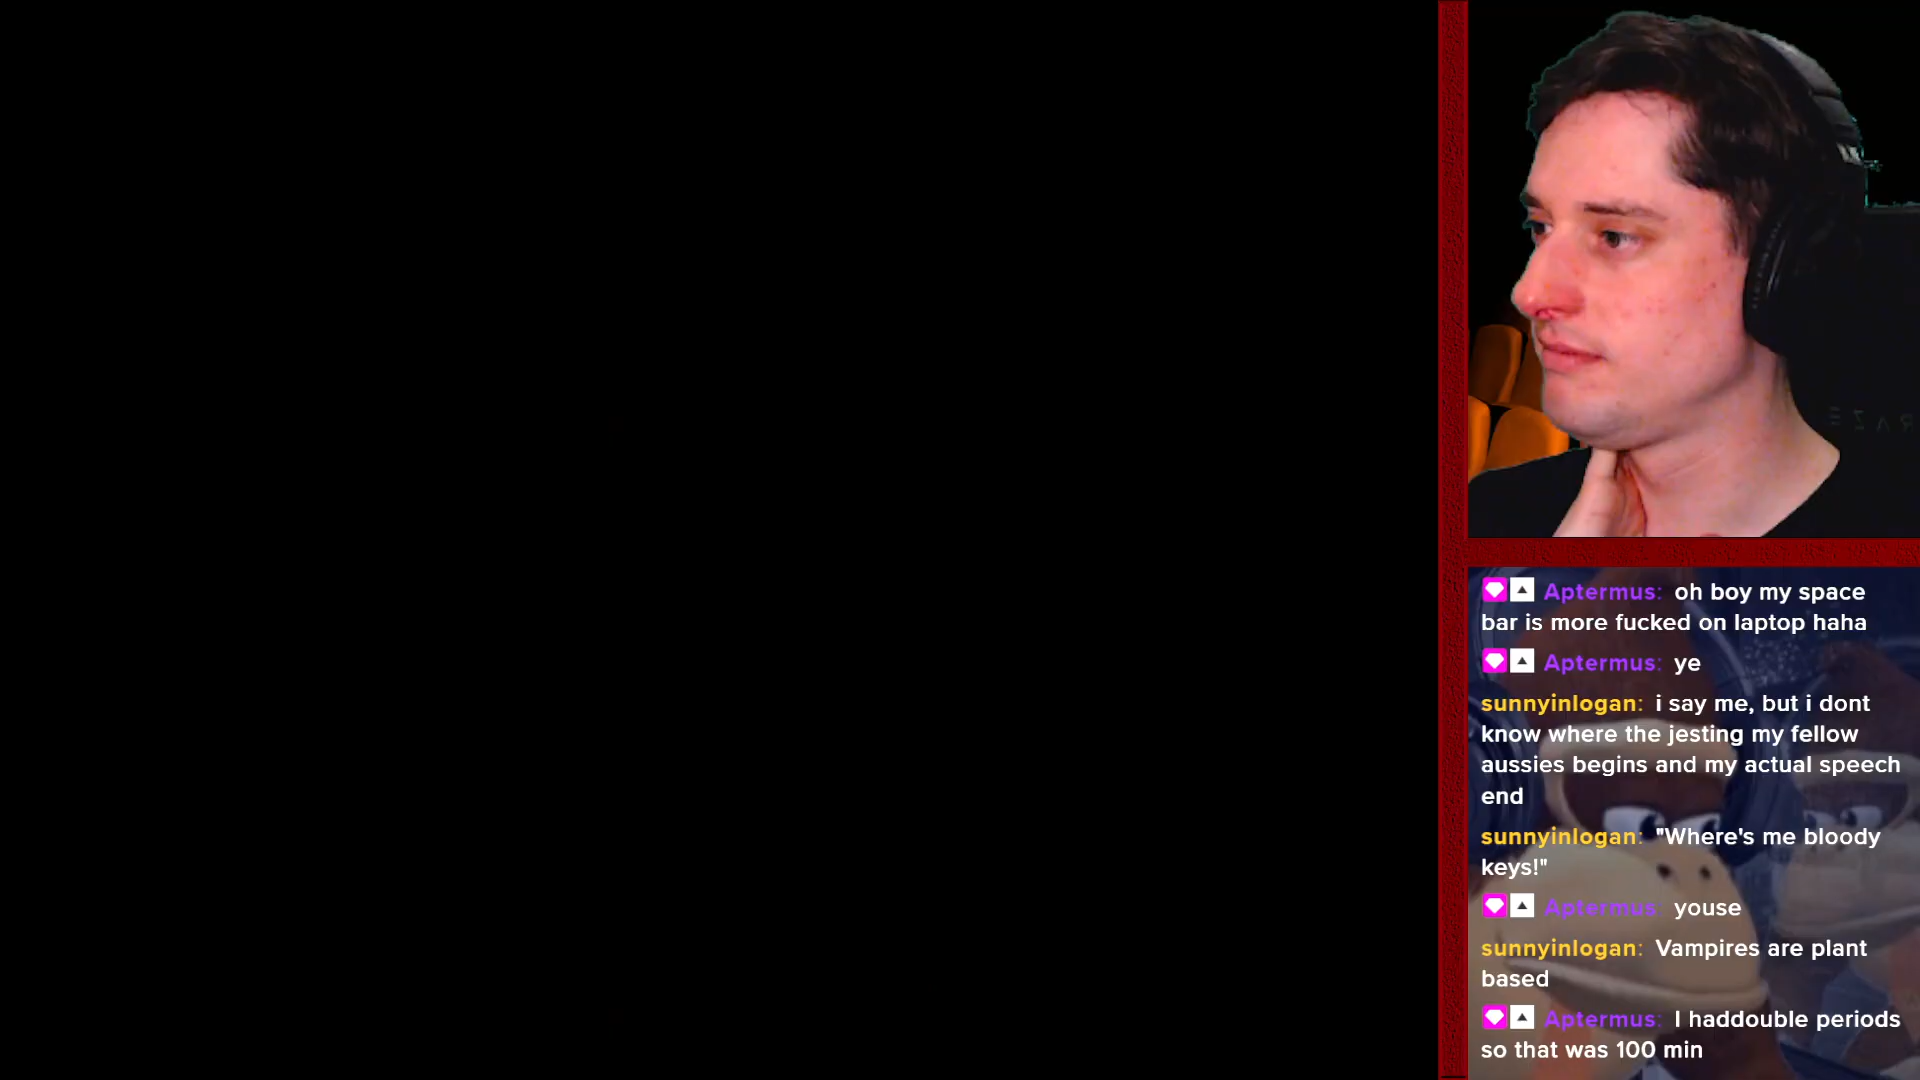 RAZE
Aptermus: oh boy my space
bar is more fucked on laptop haha
Aptermus: ye
sunnyinlogan: i say me, but i dont
know where the jesting my fellow
aussies begins and my actual speech
end
sunnyinlogan: "Where's me bloody
keys!"
Aptermus: youse
sunnyinlogan: Vampires are plant
based
Aptermus: I haddouble periods
so that was 100 min